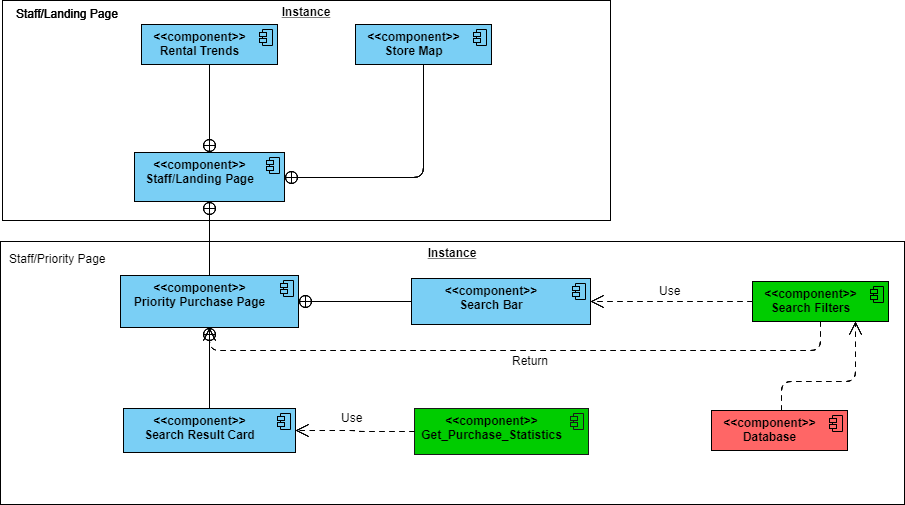 Staff/Landing Page
Instance
<<component>>
Rental Trends
<<component>>
Store Map
<<component>>
Staff/Landing Page
Staff/Priority Page
Instance
<<component>>
Priority Purchase Page
<<component>>
Search Bar
Use
<<component>>
Search Filters
Return
<<component>>
Search Result Card
Use
<<component>>
Get_Purchase_Statistics
<<component>>
Database